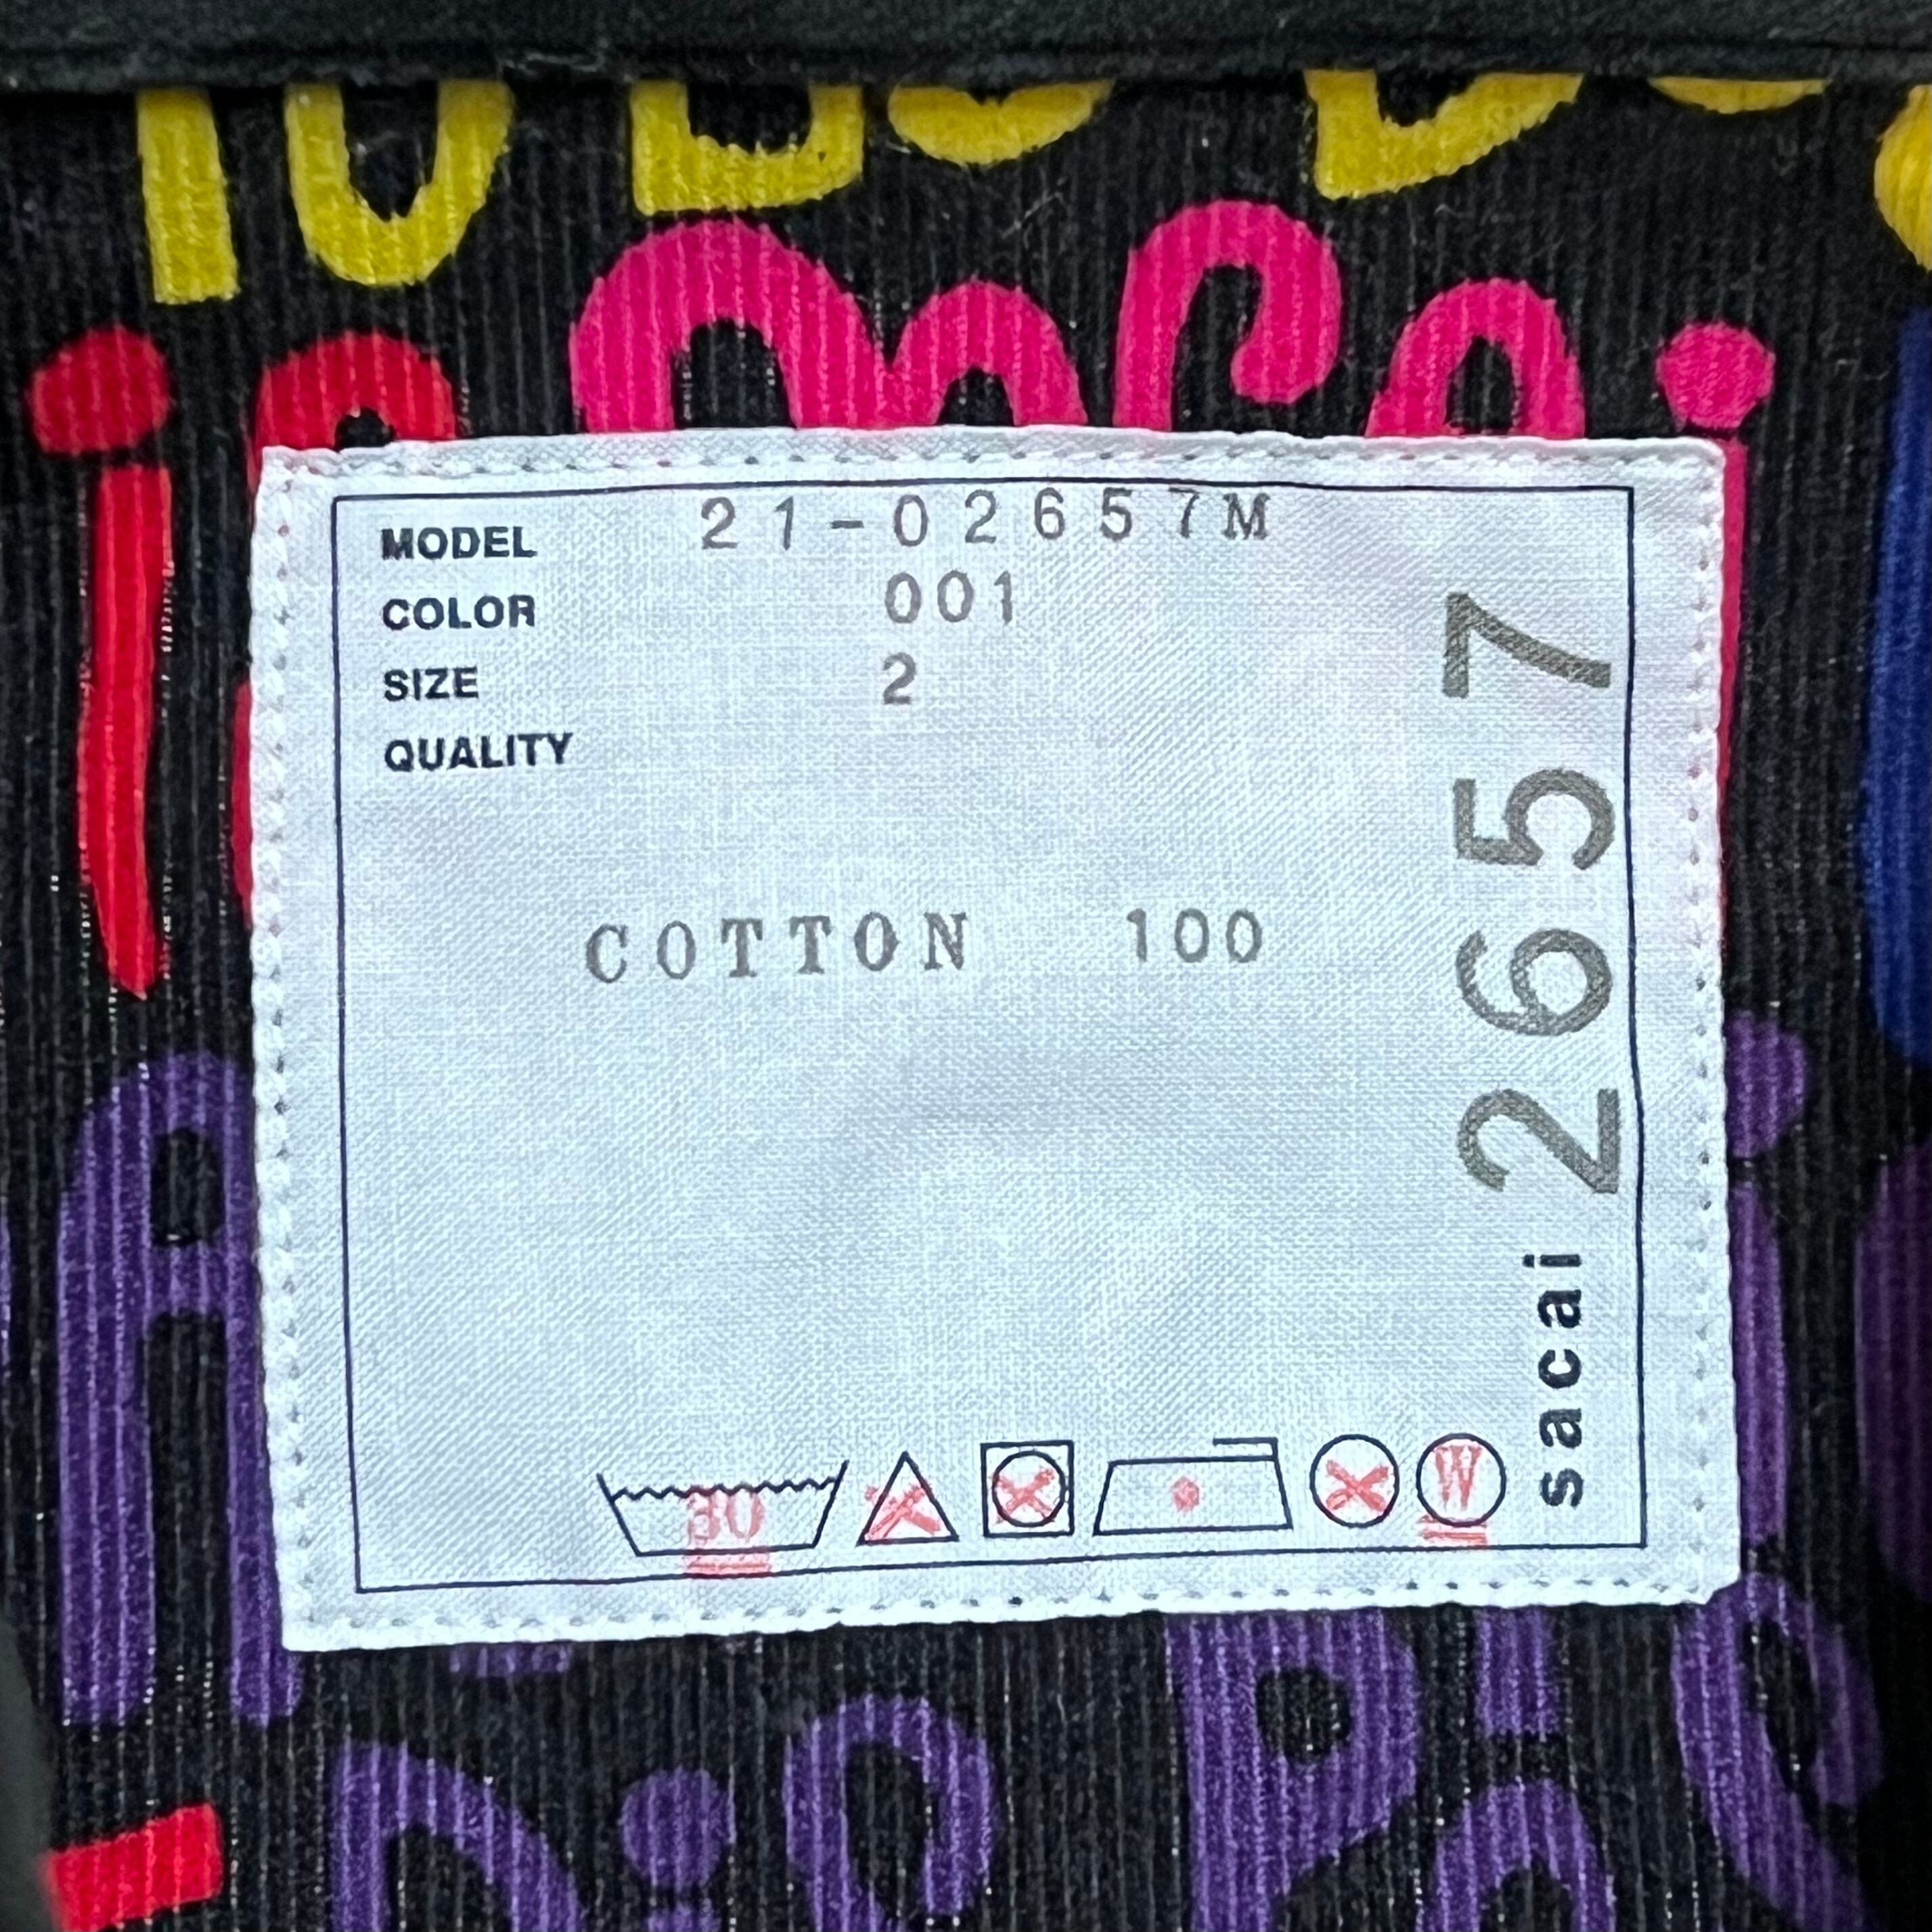 MODEL 21-02657M
COLOR 001
SIZE 2
QUALITY
COTTON 100
30
W
sacai 2657